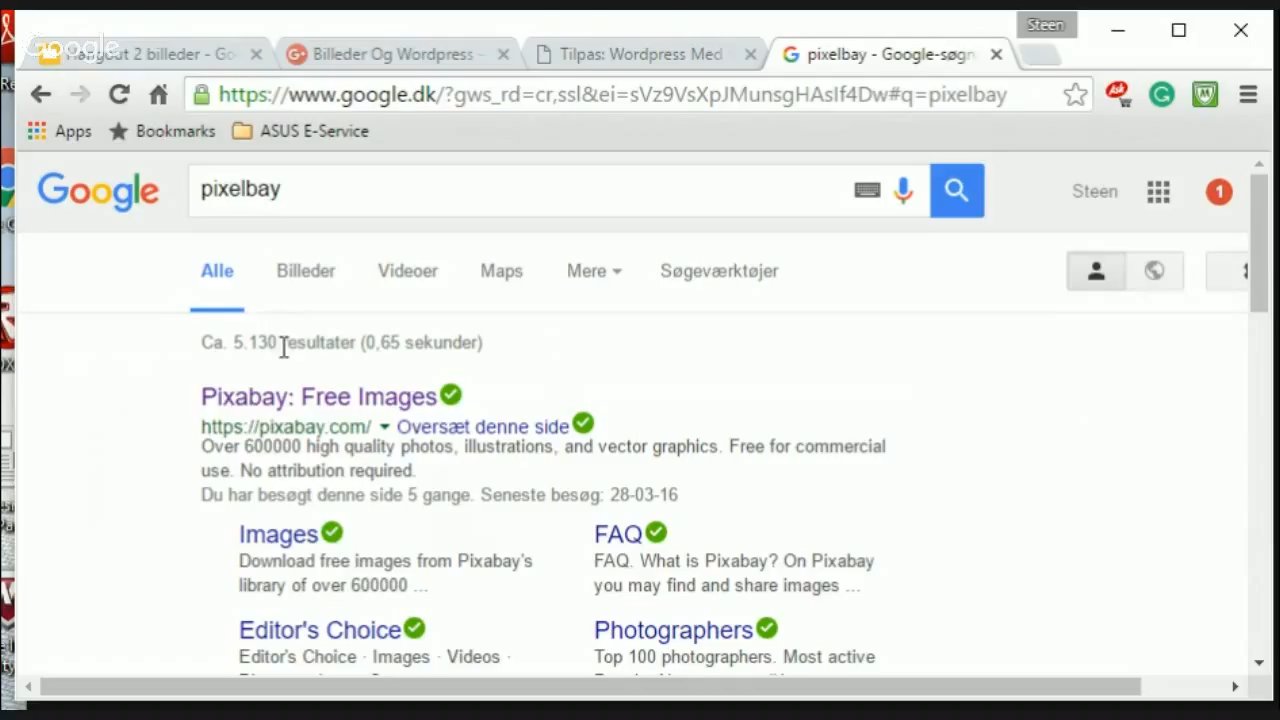 Steen
Google
Hangout 2 billeder - Go
Billeder Og Wordpress -
Tilpas: Wordpress Med
pixelbay - Google-søgn
https://www.google.dk/?gws_rd=cr,ssl&ei=sVz9VsXpJMunsgHAsIf4Dw#q=pixelbay
Apps
Bookmarks
ASUS E-Service
Google
pixelbay
Steen
1
Alle
Billeder
Videoer
Maps
Mere
Søgeværktøjer
Ca. 5.130 resultater (0,65 sekunder)
Pixabay: Free Images
https://pixabay.com/ Oversæt denne side
Over 600000 high quality photos, illustrations, and vector graphics. Free for commercial
use. No attribution required.
Du har besøgt denne side 5 gange. Seneste besøg: 28-03-16
Images
Download free images from Pixabay's
library of over 600000 ...
FAQ
FAQ. What is Pixabay? On Pixabay
you may find and share images ...
Editor's Choice
Editor's Choice · Images · Videos ·
Photographers
Top 100 photographers. Most active